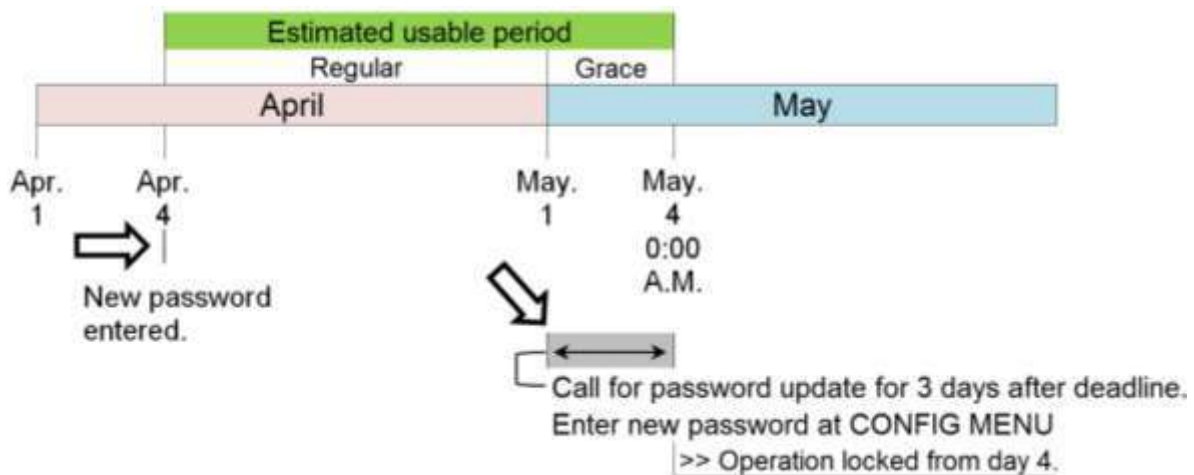 Estimated usable period
Regular Grace
April May
Apr. Apr. May. May.
1 4 1 4
0:00
A.M.
New password
entered.
Call for password update for 3 days after deadline.
Enter new password at CONFIG MENU
>> Operation locked from day 4.